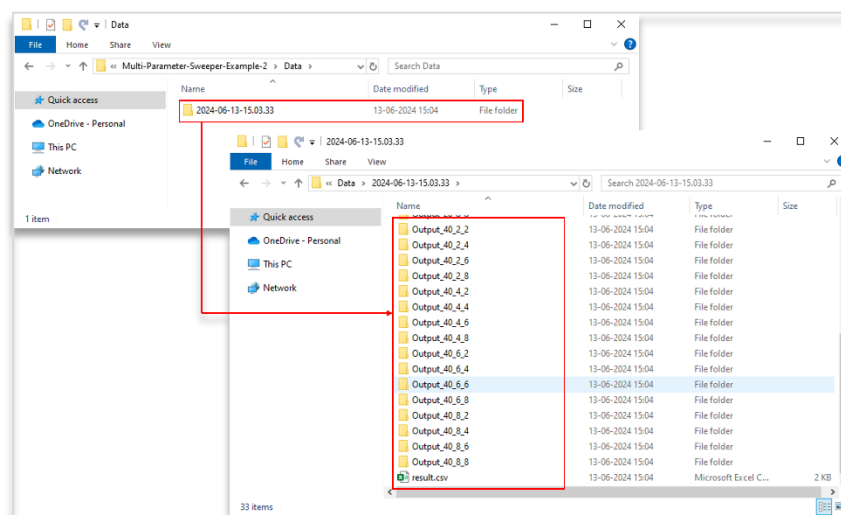 Data
File Home Share View
« Multi-Parameter-Sweeper-Example-2 > Data > Search Data
Name Date modified Type Size
Quick access
2024-06-13-15.03.33 13-06-2024 15:04 File folder
OneDrive - Personal
This PC
Network
1 item
2024-06-13-15.03.33
File Home Share View
« Data > 2024-06-13-15.03.33 > Search 2024-06-13-15.03.33
Name Date modified Type Size
Quick access
OneDrive - Personal
This PC
Network
13-06-2024 15:04 File folder
Output_40_2_2 13-06-2024 15:04 File folder
Output_40_2_4 13-06-2024 15:04 File folder
Output_40_2_6 13-06-2024 15:04 File folder
Output_40_2_8 13-06-2024 15:04 File folder
Output_40_4_2 13-06-2024 15:04 File folder
Output_40_4_4 13-06-2024 15:04 File folder
Output_40_4_6 13-06-2024 15:04 File folder
Output_40_4_8 13-06-2024 15:04 File folder
Output_40_6_2 13-06-2024 15:04 File folder
Output_40_6_4 13-06-2024 15:04 File folder
Output_40_6_6 13-06-2024 15:04 File folder
Output_40_6_8 13-06-2024 15:04 File folder
Output_40_8_2 13-06-2024 15:04 File folder
Output_40_8_4 13-06-2024 15:04 File folder
Output_40_8_6 13-06-2024 15:04 File folder
Output_40_8_8 13-06-2024 15:04 File folder
result.csv 13-06-2024 15:04 Microsoft Excel C... 2 KB
33 items